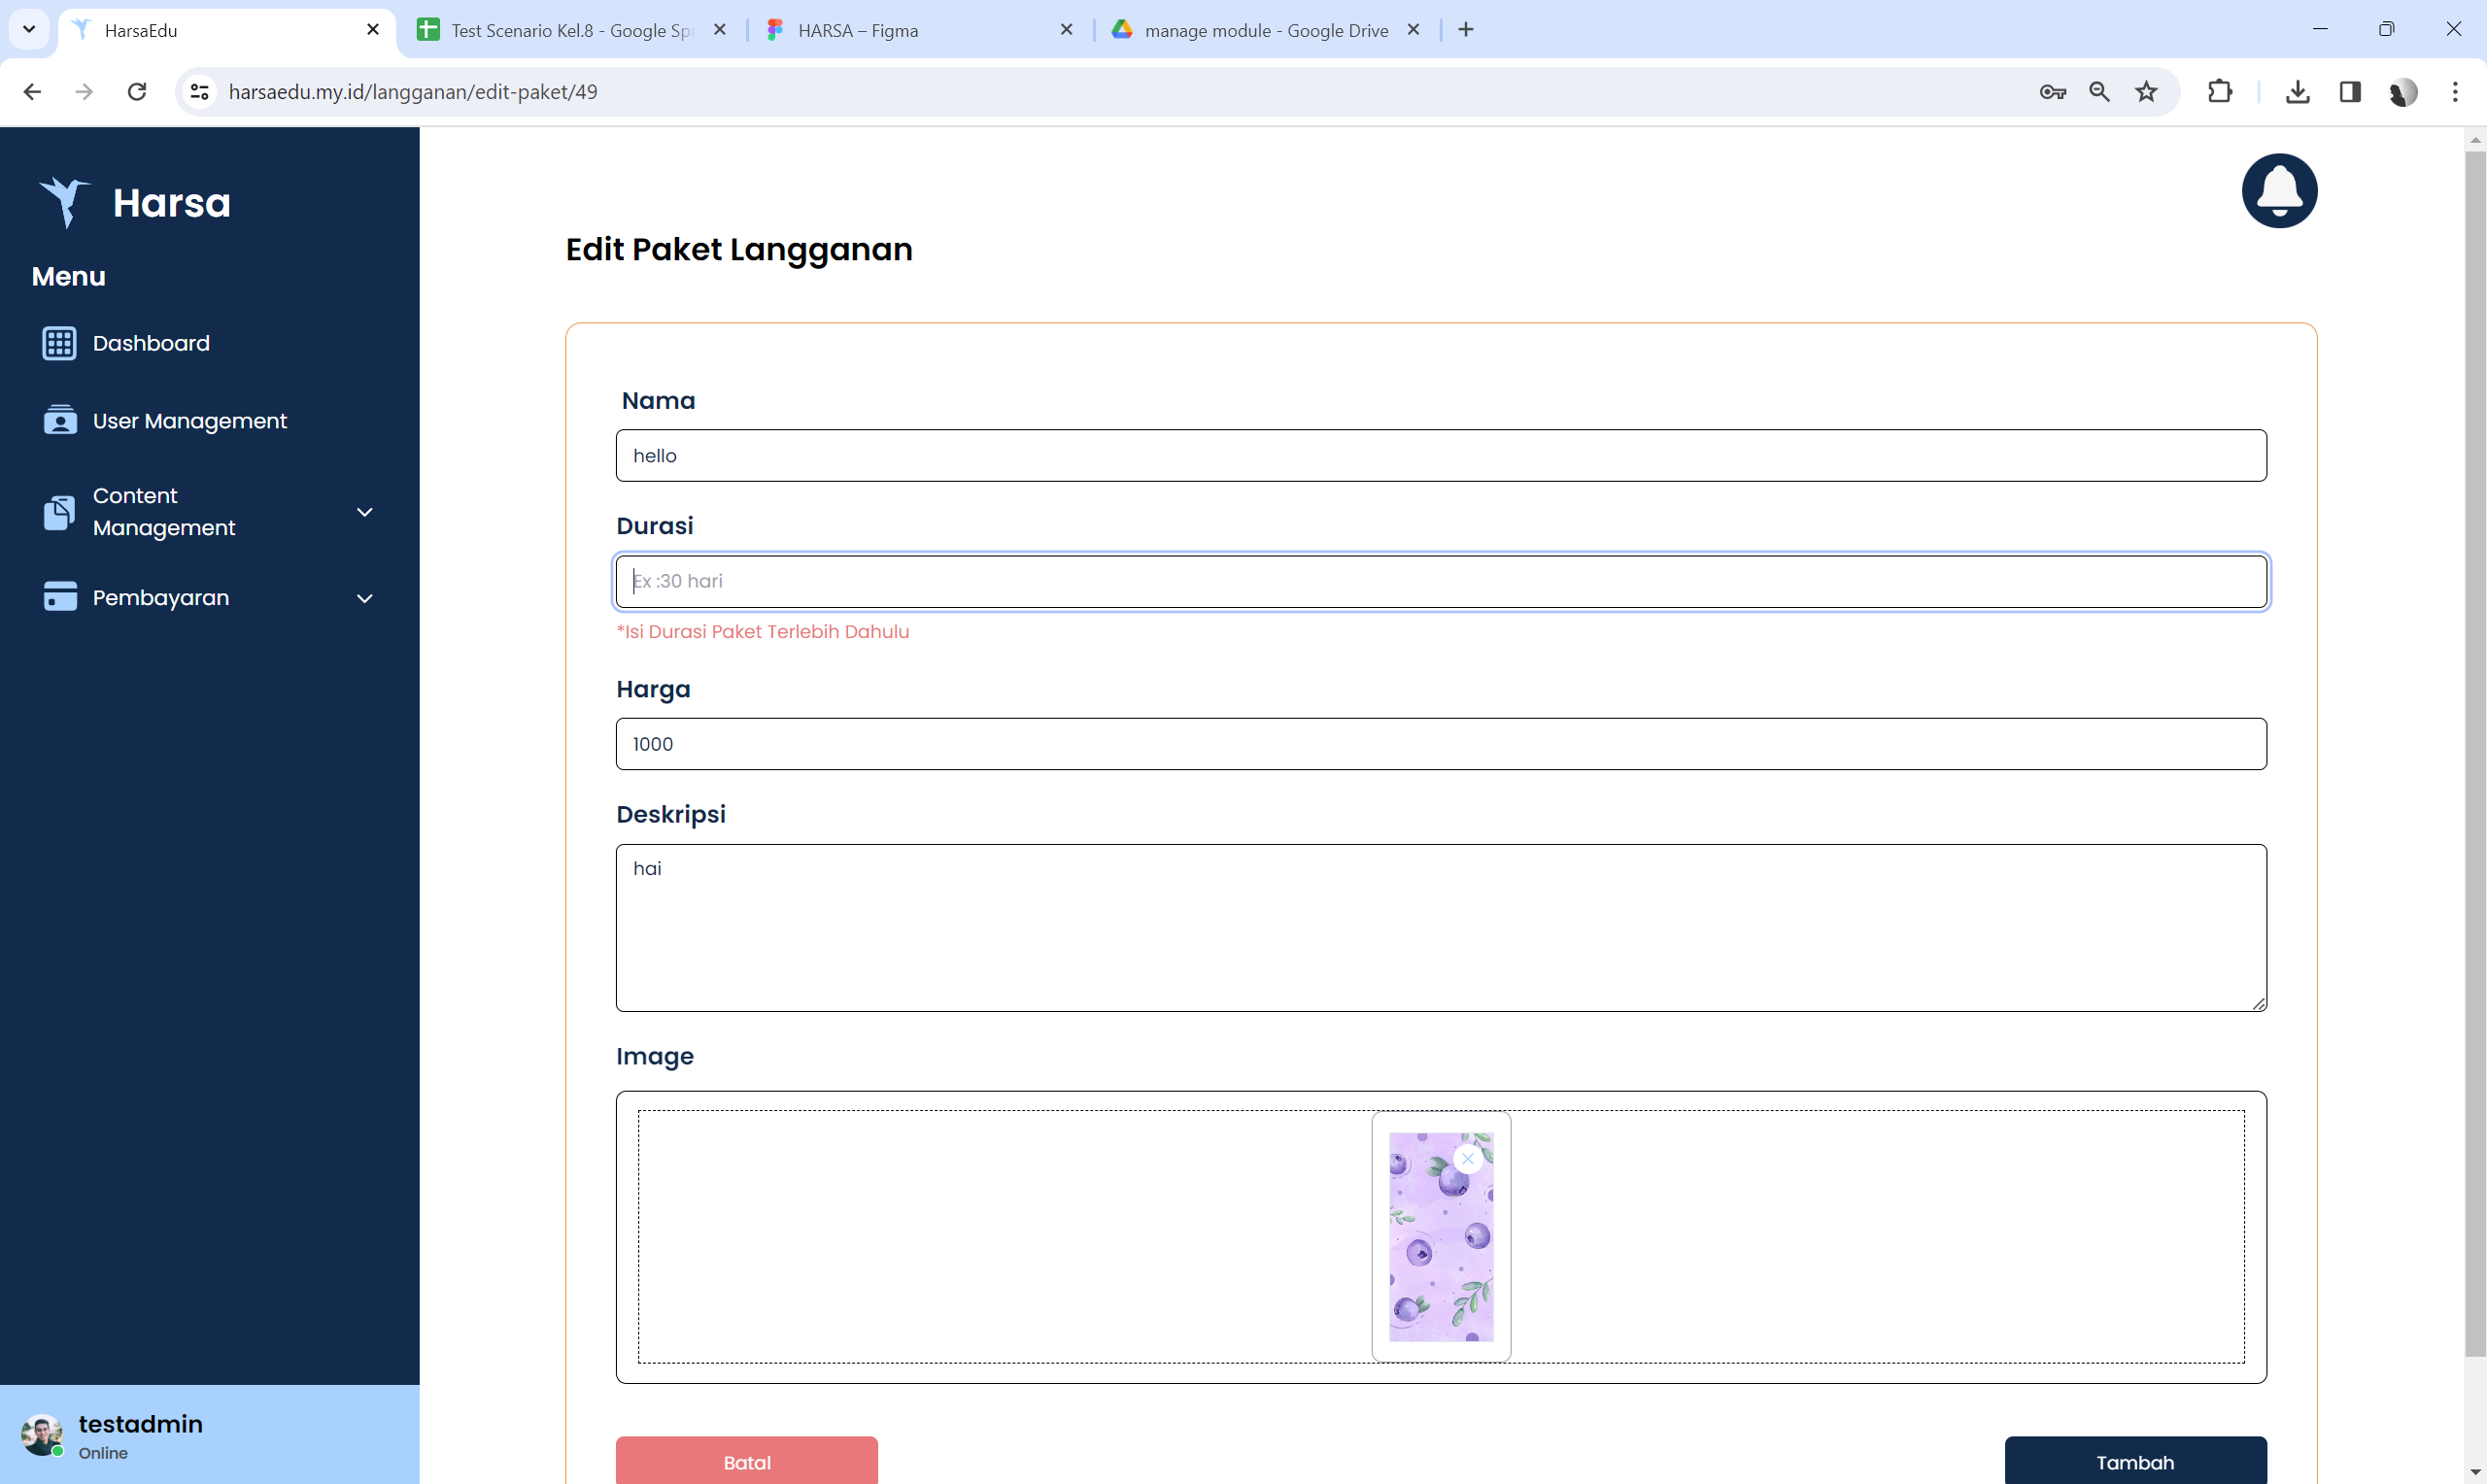 HarsaEdu
Test Scenario Kel.8 - Google Spr
HARSA – Figma
manage module - Google Drive
harsaedu.my.id/langganan/edit-paket/49
Harsa
Menu
Dashboard
User Management
Content
Management
Pembayaran
testadmin
Online
Edit Paket Langganan
Nama
hello
Durasi
Ex :30 hari
*Isi Durasi Paket Terlebih Dahulu
Harga
1000
Deskripsi
hai
Image
Batal
Tambah